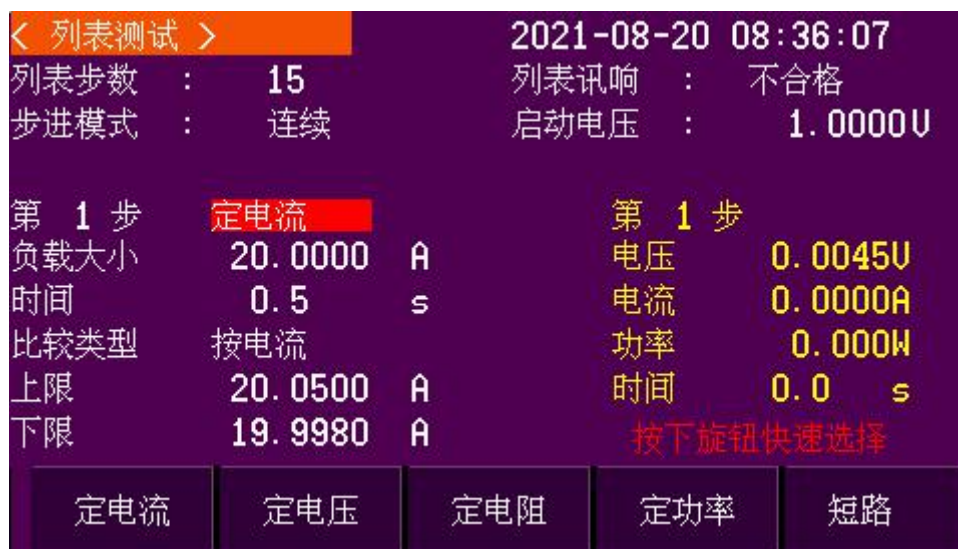 < 列表测试 > 2021-08-20 08:36:07
列表步数 : 15 列表讯响 : 不合格
步进模式 : 连续 启动电压 : 1.0000V
第 1 步 定电流 第 1 步
负载大小 20.0000 A 电压 0.0045V
时间 0.5 s 电流 0.0000A
比较类型 按电流 功率 0.000W
上限 20.0500 A 时间 0.0 s
下限 19.9980 A 按下旋钮快速选择
定电流 定电压 定电阻 定功率 短路